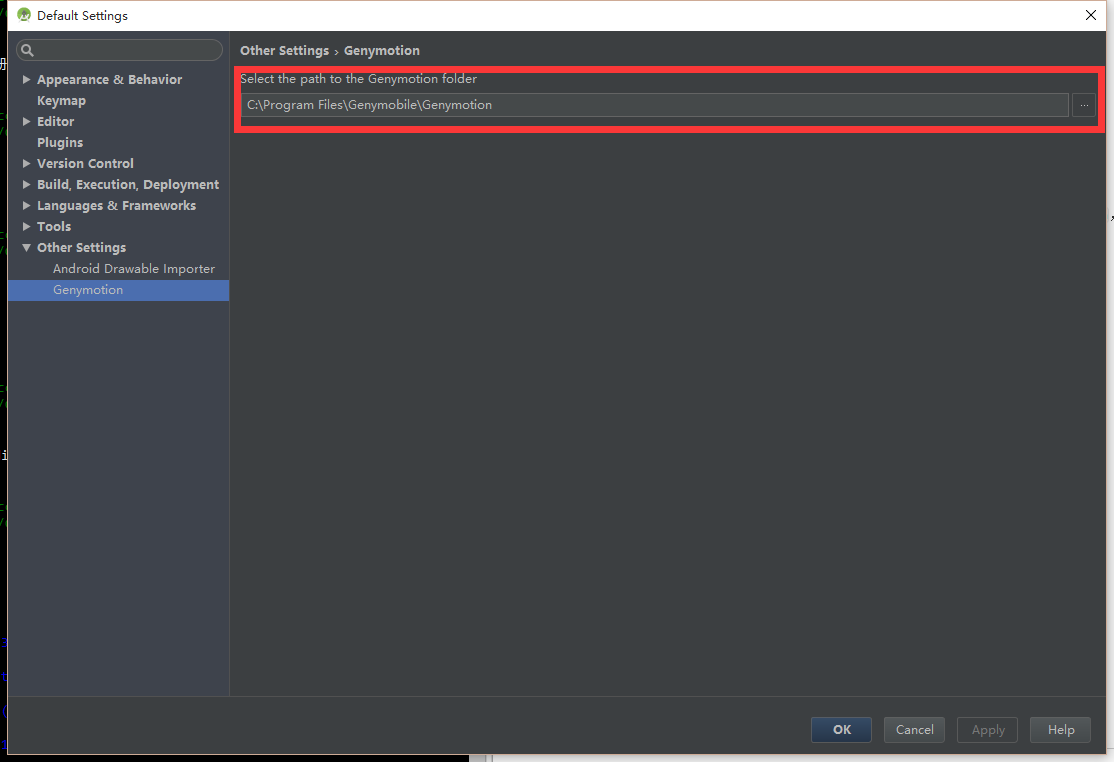 Default Settings
Other Settings › Genymotion
Select the path to the Genymotion folder
C:\Program Files\Genymobile\Genymotion
...
Appearance & Behavior
Keymap
Editor
Plugins
Version Control
Build, Execution, Deployment
Languages & Frameworks
Tools
Other Settings
Android Drawable Importer
Genymotion
OK
Cancel
Apply
Help